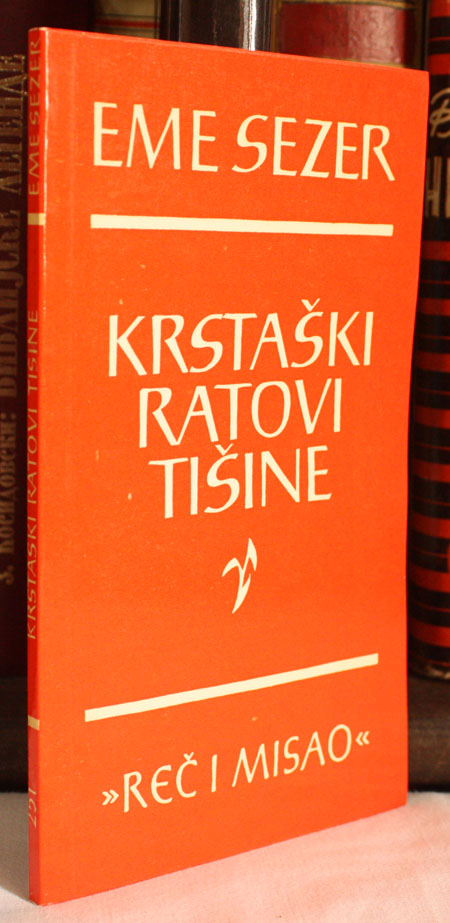 EME SEZER
KRSTAŠKI
RATOVI
TIŠINE
»REČ I MISAO«
EME SEZER
KRSTAŠKI RATOVI TIŠINE
251